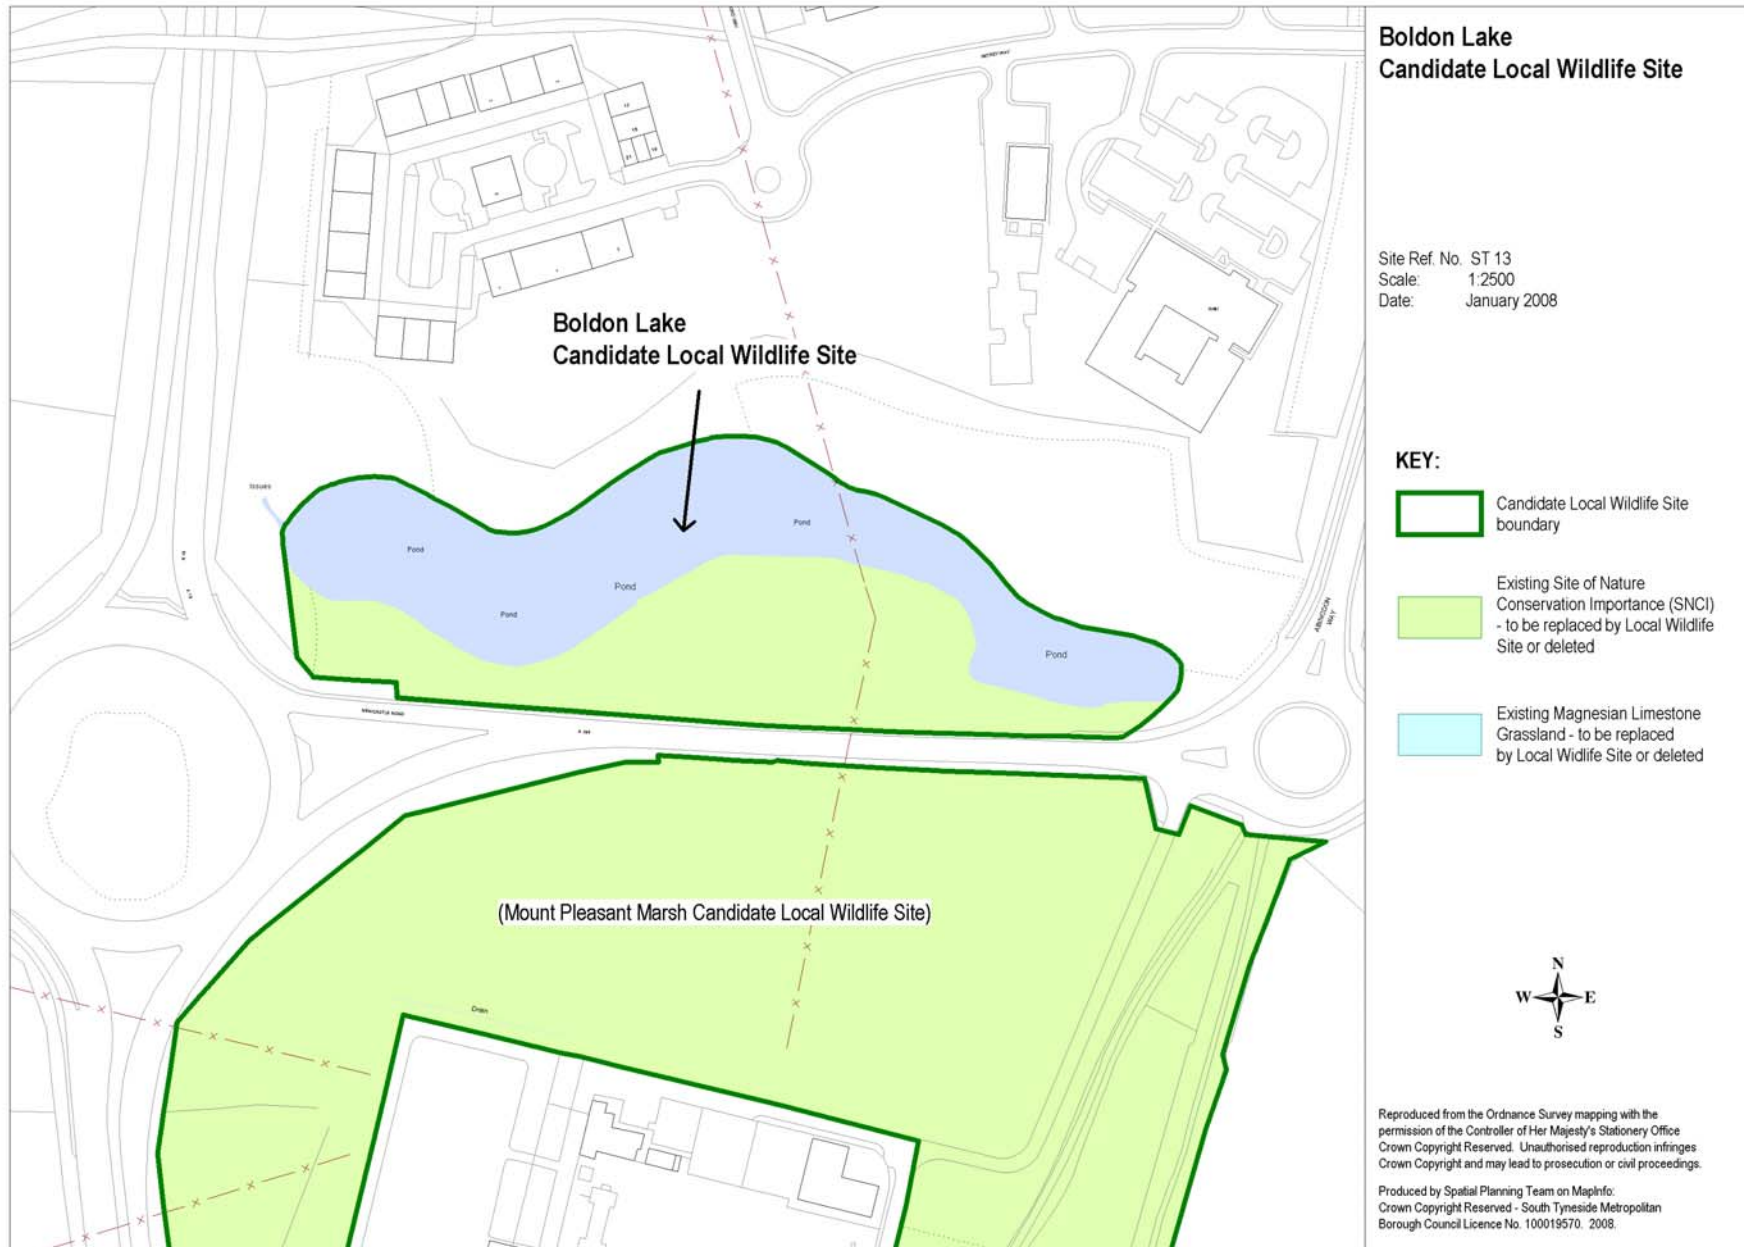 Boldon Lake
Candidate Local Wildlife Site
Site Ref. No. ST 13
Scale: 1:2500
Date: January 2008
Boldon Lake
Candidate Local Wildlife Site
Issues
Pond
Pond
Pond
Pond
Pond
ABINGDON
WAY
NEWCASTLE ROAD
(Mount Pleasant Marsh Candidate Local Wildlife Site)
Drain
KEY:
Candidate Local Wildlife Site
boundary
Existing Site of Nature
Conservation Importance (SNCI)
- to be replaced by Local Wildlife
Site or deleted
Existing Magnesian Limestone
Grassland - to be replaced
by Local Widlife Site or deleted
N
W E
S
Reproduced from the Ordnance Survey mapping with the
permission of the Controller of Her Majesty's Stationery Office
Crown Copyright Reserved. Unauthorised reproduction infringes
Crown Copyright and may lead to prosecution or civil proceedings.
Produced by Spatial Planning Team on MapInfo:
Crown Copyright Reserved - South Tyneside Metropolitan
Borough Council Licence No. 100019570. 2008.